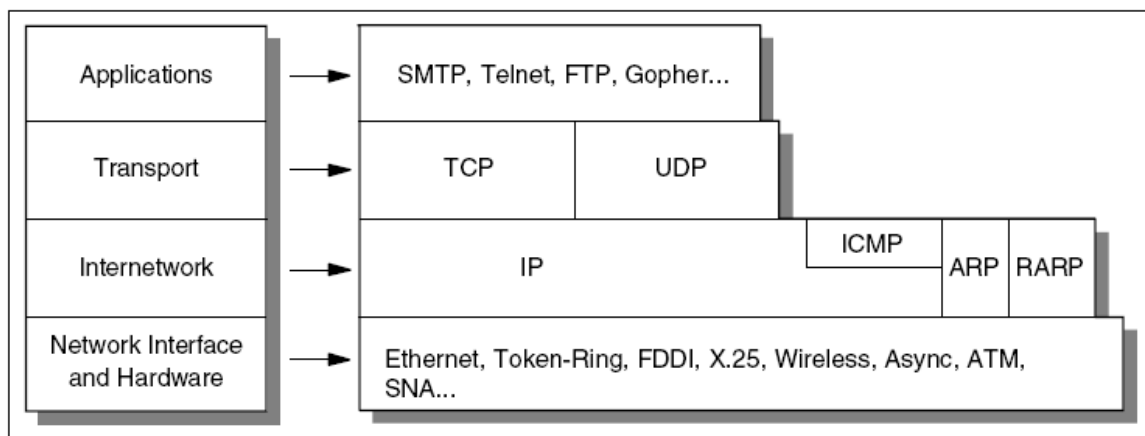 Applications
SMTP, Telnet, FTP, Gopher...
Transport
TCP
UDP
Internetwork
IP
ICMP
ARP
RARP
Network Interface
and Hardware
Ethernet, Token-Ring, FDDI, X.25, Wireless, Async, ATM,
SNA...